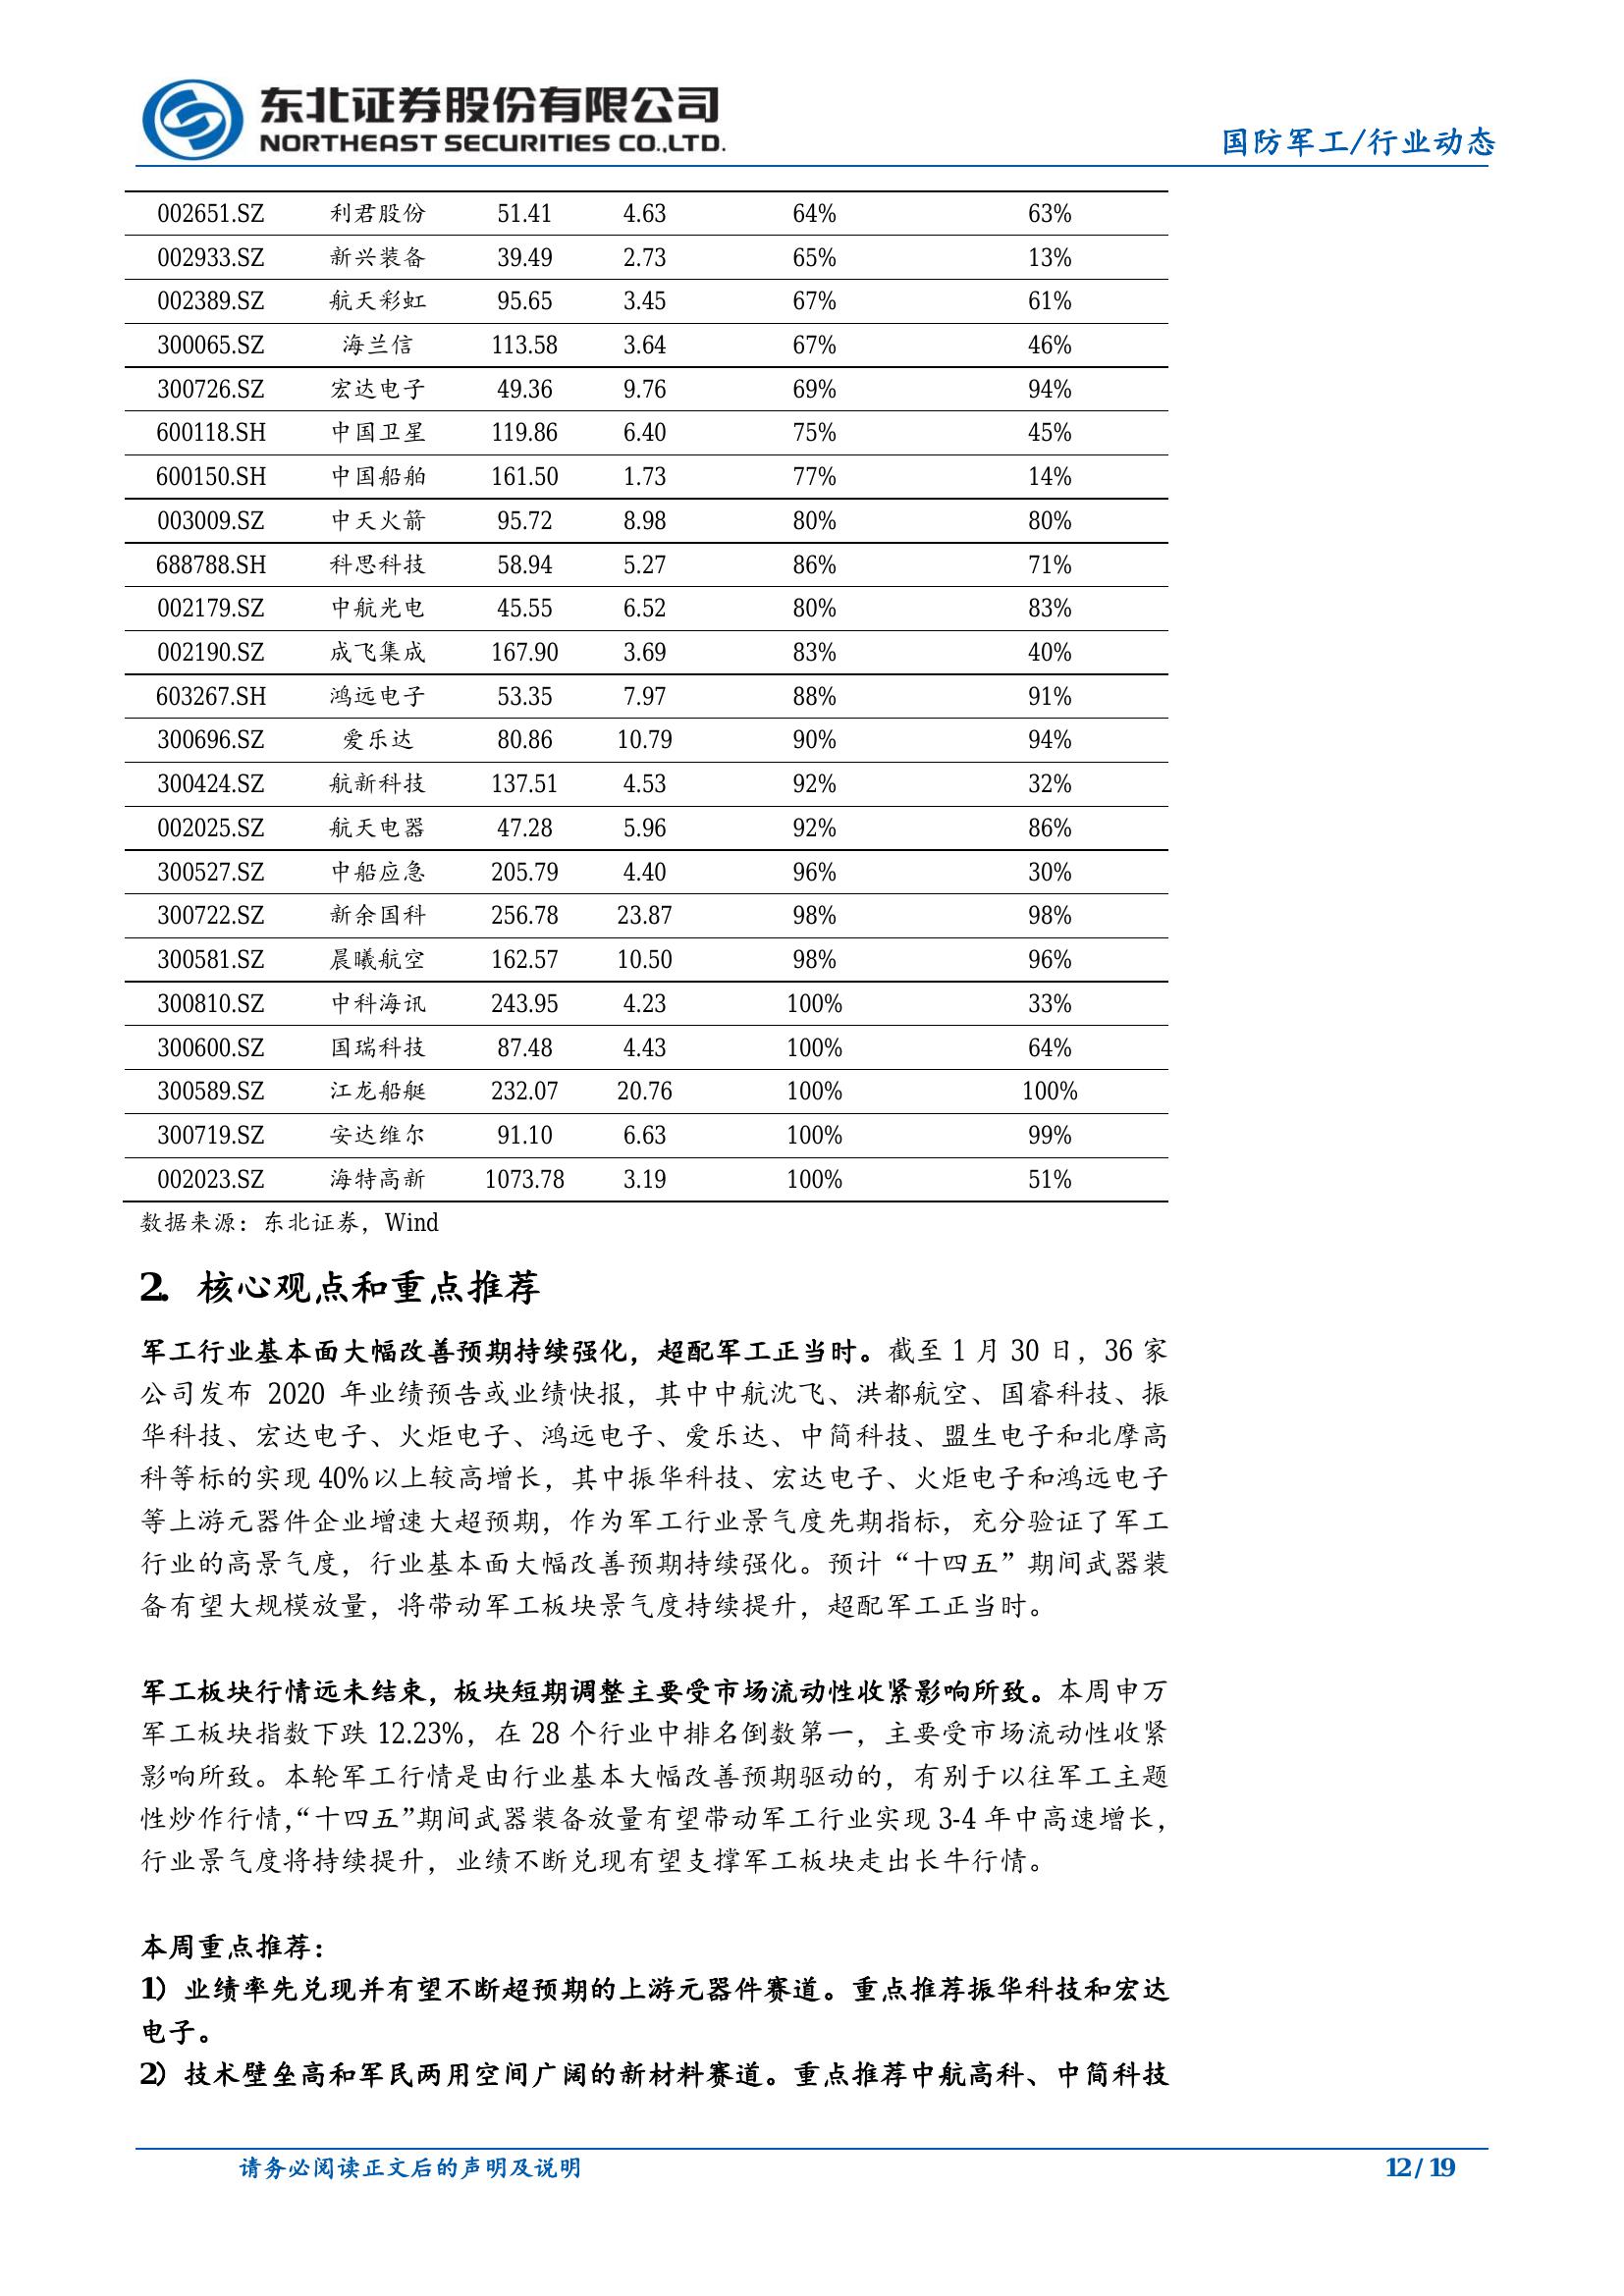 东北证券股份有限公司
NORTHEAST SECURITIES CO.,LTD.
国防军工/行业动态
002651.SZ 利君股份 51.41 4.63 64% 63%
002933.SZ 新兴装备 39.49 2.73 65% 13%
002389.SZ 航天彩虹 95.65 3.45 67% 61%
300065.SZ 海兰信 113.58 3.64 67% 46%
300726.SZ 宏达电子 49.36 9.76 69% 94%
600118.SH 中国卫星 119.86 6.40 75% 45%
600150.SH 中国船舶 161.50 1.73 77% 14%
003009.SZ 中天火箭 95.72 8.98 80% 80%
688788.SH 科思科技 58.94 5.27 86% 71%
002179.SZ 中航光电 45.55 6.52 80% 83%
002190.SZ 成飞集成 167.90 3.69 83% 40%
603267.SH 鸿远电子 53.35 7.97 88% 91%
300696.SZ 爱乐达 80.86 10.79 90% 94%
300424.SZ 航新科技 137.51 4.53 92% 32%
002025.SZ 航天电器 47.28 5.96 92% 86%
300527.SZ 中船应急 205.79 4.40 96% 30%
300722.SZ 新余国科 256.78 23.87 98% 98%
300581.SZ 晨曦航空 162.57 10.50 98% 96%
300810.SZ 中科海讯 243.95 4.23 100% 33%
300600.SZ 国瑞科技 87.48 4.43 100% 64%
300589.SZ 江龙船艇 232.07 20.76 100% 100%
300719.SZ 安达维尔 91.10 6.63 100% 99%
002023.SZ 海特高新 1073.78 3.19 100% 51%
数据来源：东北证券，Wind
2. 核心观点和重点推荐
军工行业基本面大幅改善预期持续强化，超配军工正当时。截至 1 月 30 日，36 家
公司发布 2020 年业绩预告或业绩快报，其中中航沈飞、洪都航空、国睿科技、振
华科技、宏达电子、火炬电子、鸿远电子、爱乐达、中简科技、盟生电子和北摩高
科等标的实现 40%以上较高增长，其中振华科技、宏达电子、火炬电子和鸿远电子
等上游元器件企业增速大超预期，作为军工行业景气度先期指标，充分验证了军工
行业的高景气度，行业基本面大幅改善预期持续强化。预计“十四五”期间武器装
备有望大规模放量，将带动军工板块景气度持续提升，超配军工正当时。
军工板块行情远未结束，板块短期调整主要受市场流动性收紧影响所致。本周申万
军工板块指数下跌 12.23%，在 28 个行业中排名倒数第一，主要受市场流动性收紧
影响所致。本轮军工行情是由行业基本大幅改善预期驱动的，有别于以往军工主题
性炒作行情，“十四五”期间武器装备放量有望带动军工行业实现 3-4 年中高速增长，
行业景气度将持续提升，业绩不断兑现有望支撑军工板块走出长牛行情。
本周重点推荐：
1）业绩率先兑现并有望不断超预期的上游元器件赛道。重点推荐振华科技和宏达
电子。
2）技术壁垒高和军民两用空间广阔的新材料赛道。重点推荐中航高科、中简科技
请务必阅读正文后的声明及说明
12 / 19